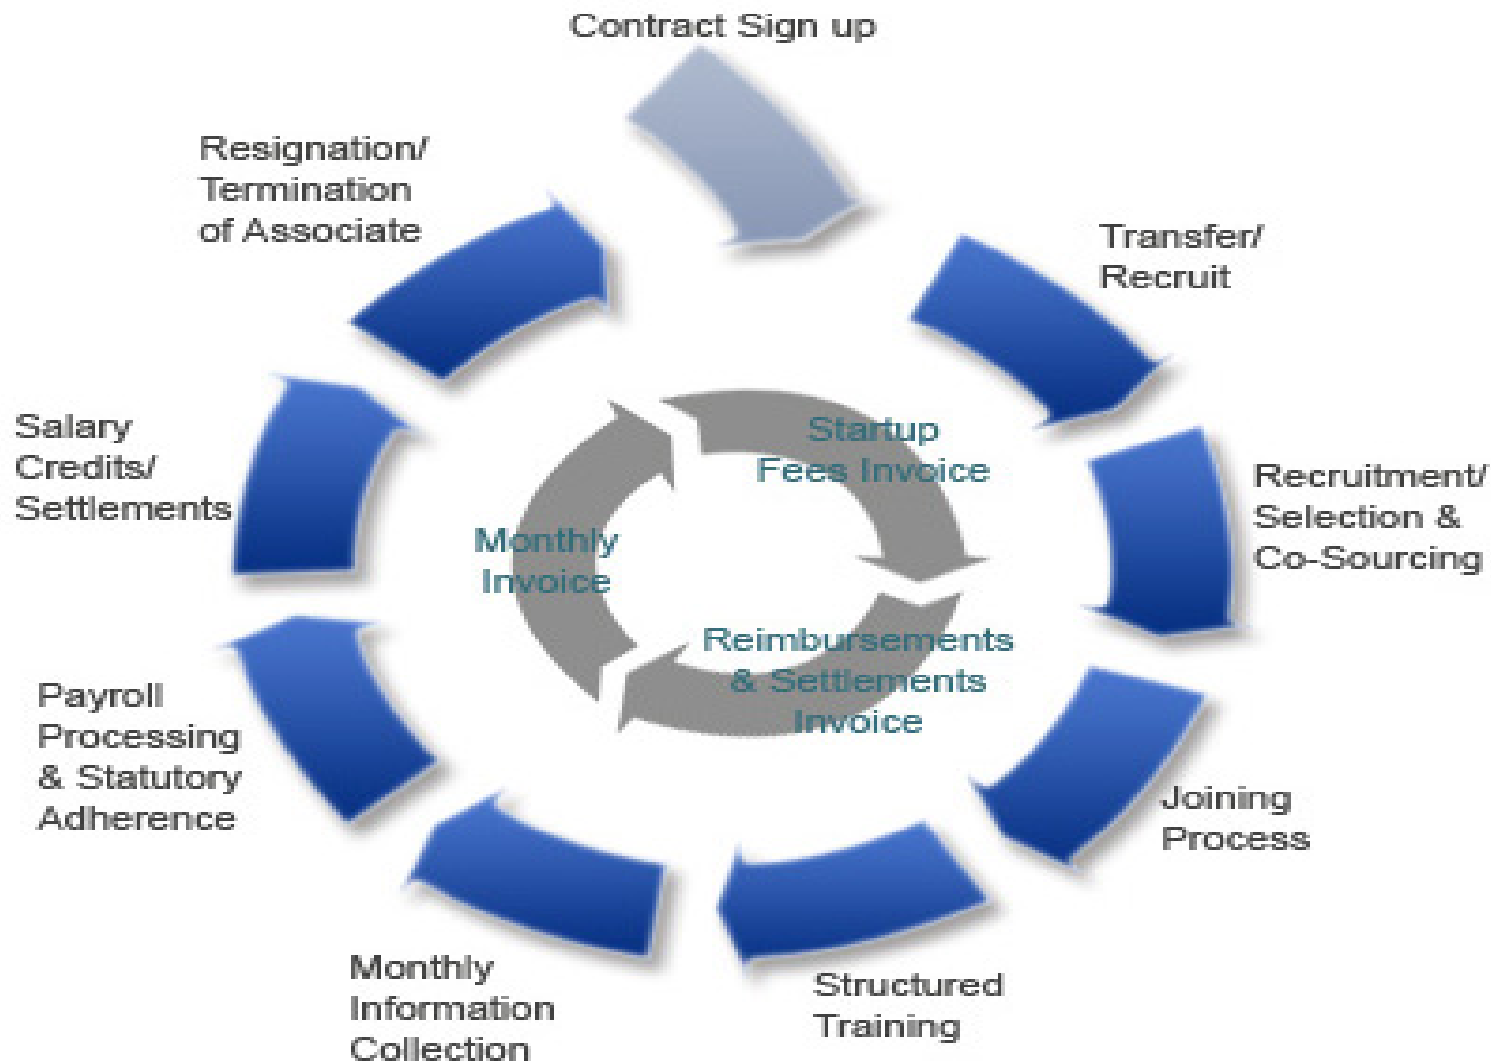 Contract Sign up
Transfer/
Recruit
Recruitment/
Selection &
Co-Sourcing
Joining
Process
Structured
Training
Monthly
Information
Collection
Payroll
Processing
& Statutory
Adherence
Salary
Credits/
Settlements
Resignation/
Termination
of Associate
Startup
Fees Invoice
Reimbursements
& Settlements
Invoice
Monthly
Invoice